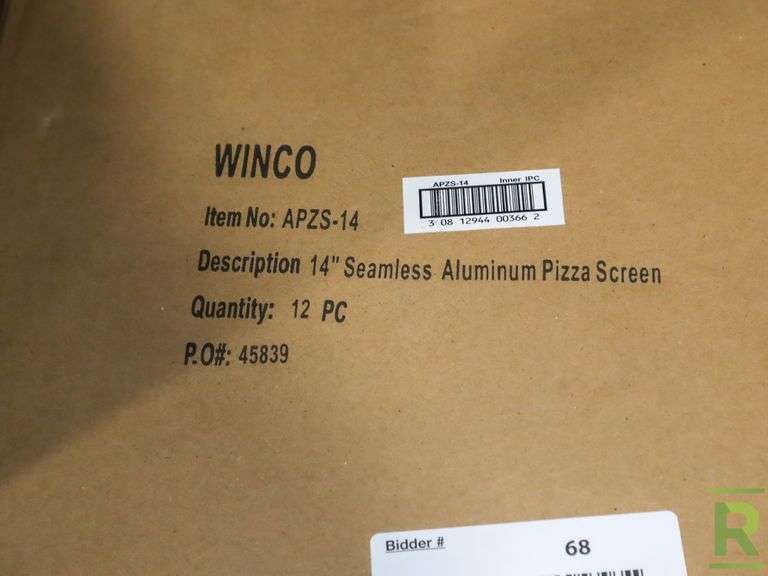 WINCO
APZS-14 Inner 1PC
3 08 12944 00366 2
Item No: APZS-14
Description 14" Seamless Aluminum Pizza Screen
Quantity: 12 PC
P.O#: 45839
Bidder # 68
R